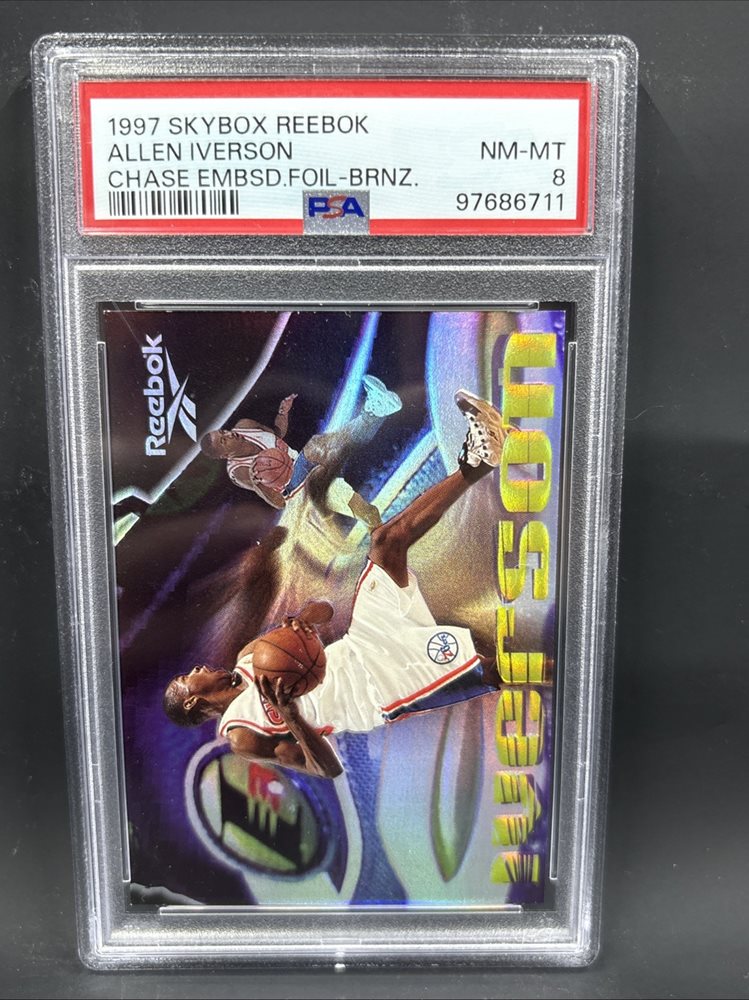 1997 SKYBOX REEBOK
ALLEN IVERSON NM-MT
CHASE EMBSD.FOIL-BRNZ. 8
PSA 97686711
Reebok
iverson